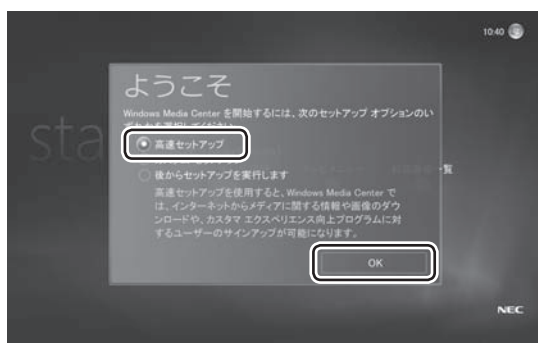 10:40
ようこそ
Windows Media Center を開始するには、次のセットアップ オプションのい
高速セットアップ
後からセットアップを実行します
高速セットアップを使用すると、Windows Media Center で
は、インターネットからメディアに関する情報や画像のダウ
ンロードや、カスタマ エクスペリエンス向上プログラムに対
するユーザーのサインアップが可能になります。
OK
sta
覧
NEC